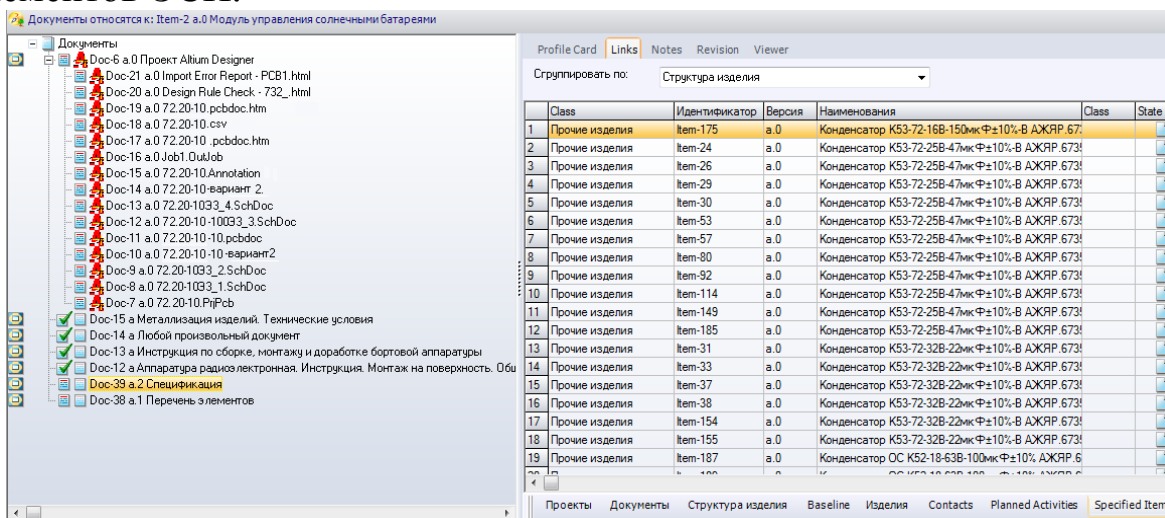 Документы относятся к: Item-2 a.0 Модуль управления солнечными батареями
Документы
Doc-6 a.0 Проект Altium Designer
Doc-21 a.0 Import Error Report - PCB1.html
Doc-20 a.0 Design Rule Check - 732_.html
Doc-19 a.0 72.20-10.pcbdoc.htm
Doc-18 a.0 72.20-10.csv
Doc-17 a.0 72.20-10 .pcbdoc.htm
Doc-16 a.0 Job1.OutJob
Doc-15 a.0 72.20-10.Annotation
Doc-14 a.0 72.20-10-вариант 2.
Doc-13 a.0 72.20-1033_4.SchDoc
Doc-12 a.0 72.20-10-10033_3.SchDoc
Doc-11 a.0 72.20-10-10.pcbdoc
Doc-10 a.0 72.20-10-10-вариант2
Doc-9 a.0 72.20-1033_2.SchDoc
Doc-8 a.0 72.20-1033_1.SchDoc
Doc-7 a.0 72.20-10.PrjPcb
Doc-15 a Металлизация изделий. Технические условия
Doc-14 a Любой произвольный документ
Doc-13 a Инструкция по сборке, монтажу и доработке бортовой аппаратуры
Doc-12 a Аппаратура радиоэлектронная. Инструкция. Монтаж на поверхность. Общ
Doc-39 a.2 Спецификация
Doc-38 a.1 Перечень элементов
Profile Card Links Notes Revision Viewer
Сгруппировать по: Структура изделия
Class Идентификатор Версия Наименования Class State
1 Прочие изделия Item-175 a.0 Конденсатор К53-72-16В-150мкФ±10%-В АЖЯР.67
2 Прочие изделия Item-24 a.0 Конденсатор К53-72-25В-47мкФ±10%-В АЖЯР.673
3 Прочие изделия Item-26 a.0 Конденсатор К53-72-25В-47мкФ±10%-В АЖЯР.673
4 Прочие изделия Item-29 a.0 Конденсатор К53-72-25В-47мкФ±10%-В АЖЯР.673
5 Прочие изделия Item-30 a.0 Конденсатор К53-72-25В-47мкФ±10%-В АЖЯР.673
6 Прочие изделия Item-53 a.0 Конденсатор К53-72-25В-47мкФ±10%-В АЖЯР.673
7 Прочие изделия Item-57 a.0 Конденсатор К53-72-25В-47мкФ±10%-В АЖЯР.673
8 Прочие изделия Item-80 a.0 Конденсатор К53-72-25В-47мкФ±10%-В АЖЯР.673
9 Прочие изделия Item-92 a.0 Конденсатор К53-72-25В-47мкФ±10%-В АЖЯР.673
10 Прочие изделия Item-114 a.0 Конденсатор К53-72-25В-47мкФ±10%-В АЖЯР.673
11 Прочие изделия Item-149 a.0 Конденсатор К53-72-25В-47мкФ±10%-В АЖЯР.673
12 Прочие изделия Item-185 a.0 Конденсатор К53-72-25В-47мкФ±10%-В АЖЯР.673
13 Прочие изделия Item-31 a.0 Конденсатор К53-72-32В-22мкФ±10%-В АЖЯР.673
14 Прочие изделия Item-33 a.0 Конденсатор К53-72-32В-22мкФ±10%-В АЖЯР.673
15 Прочие изделия Item-37 a.0 Конденсатор К53-72-32В-22мкФ±10%-В АЖЯР.673
16 Прочие изделия Item-38 a.0 Конденсатор К53-72-32В-22мкФ±10%-В АЖЯР.673
17 Прочие изделия Item-154 a.0 Конденсатор К53-72-32В-22мкФ±10%-В АЖЯР.673
18 Прочие изделия Item-155 a.0 Конденсатор К53-72-32В-22мкФ±10%-В АЖЯР.673
19 Прочие изделия Item-187 a.0 Конденсатор ОС К52-18-63В-100мкФ±10% АЖЯР.6
Проекты Документы Структура изделия Baseline Изделия Contacts Planned Activities Specified Item